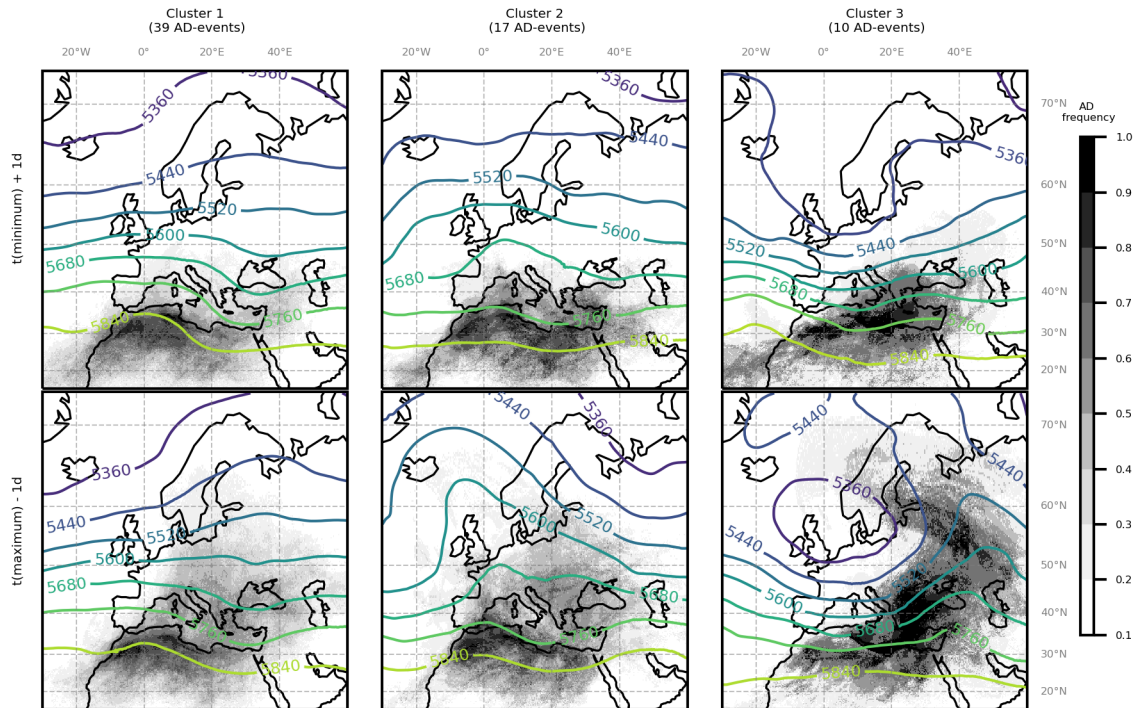 Cluster 1
(39 AD-events)
Cluster 2
(17 AD-events)
Cluster 3
(10 AD-events)
20°W 0° 20°E 40°E
20°W 0° 20°E 40°E
20°W 0° 20°E 40°E
t(minimum) + 1d
5360
5360
5440
5520
5600
5680
5760
5840
5360
5440
5520
5600
5680
5760
5840
5360
5520
5440
5600
5680
5760
5840
70°N
60°N
50°N
40°N
30°N
20°N
AD
frequency
1.0
0.9
0.8
0.7
0.6
0.5
0.4
0.3
0.2
0.1
t(maximum) - 1d
5360
5440
5520
5600
5680
5760
5840
5440
5360
5520
5600
5680
5760
5840
5440
5440
5360
5440
5600
5680
5760
5840
70°N
60°N
50°N
40°N
30°N
20°N